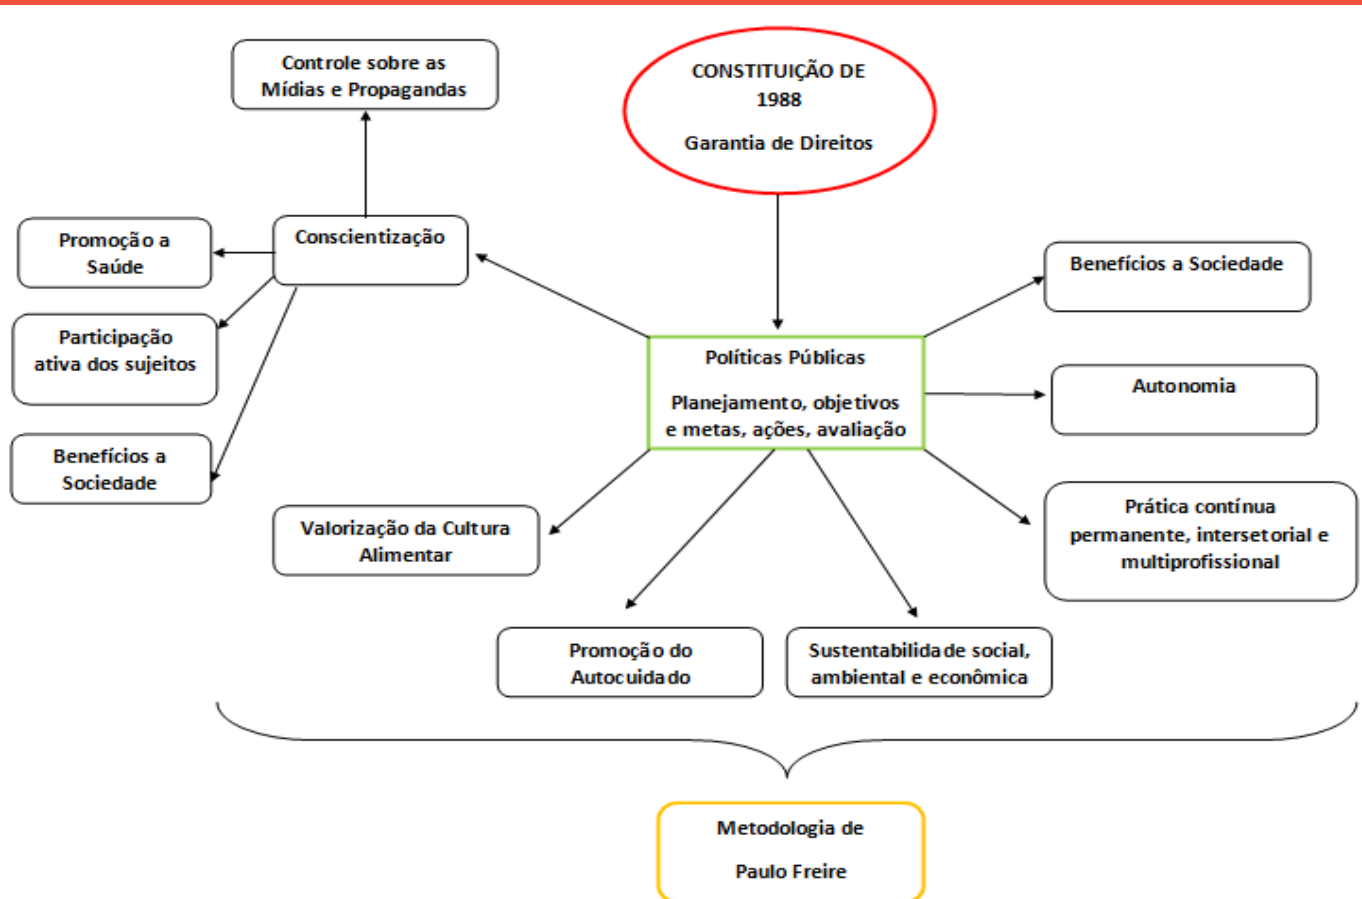 Controle sobre as
Mídias e Propagandas
CONSTITUIÇÃO DE
1988
Garantia de Direitos
Conscientização
Promoção a
Saúde
Participação
ativa dos sujeitos
Benefícios a
Sociedade
Políticas Públicas
Planejamento, objetivos
e metas, ações, avaliação
Benefícios a Sociedade
Autonomia
Prática contínua
permanente, intersetorial e
multiprofissional
Valorização da Cultura
Alimentar
Promoção do
Autocuidado
Sustentabilidade social,
ambiental e econômica
Metodologia de
Paulo Freire